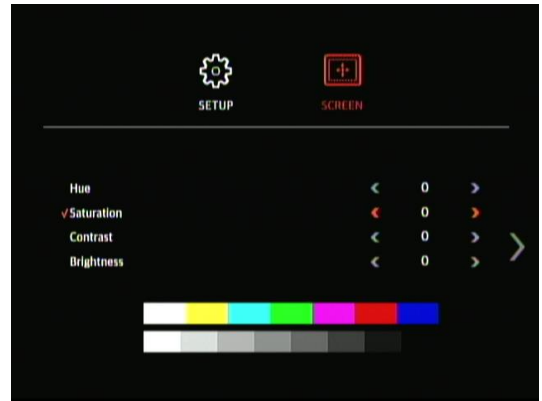 SETUP SCREEN
Hue < 0 >
✓Saturation < 0 >
Contrast < 0 >
Brightness < 0 >